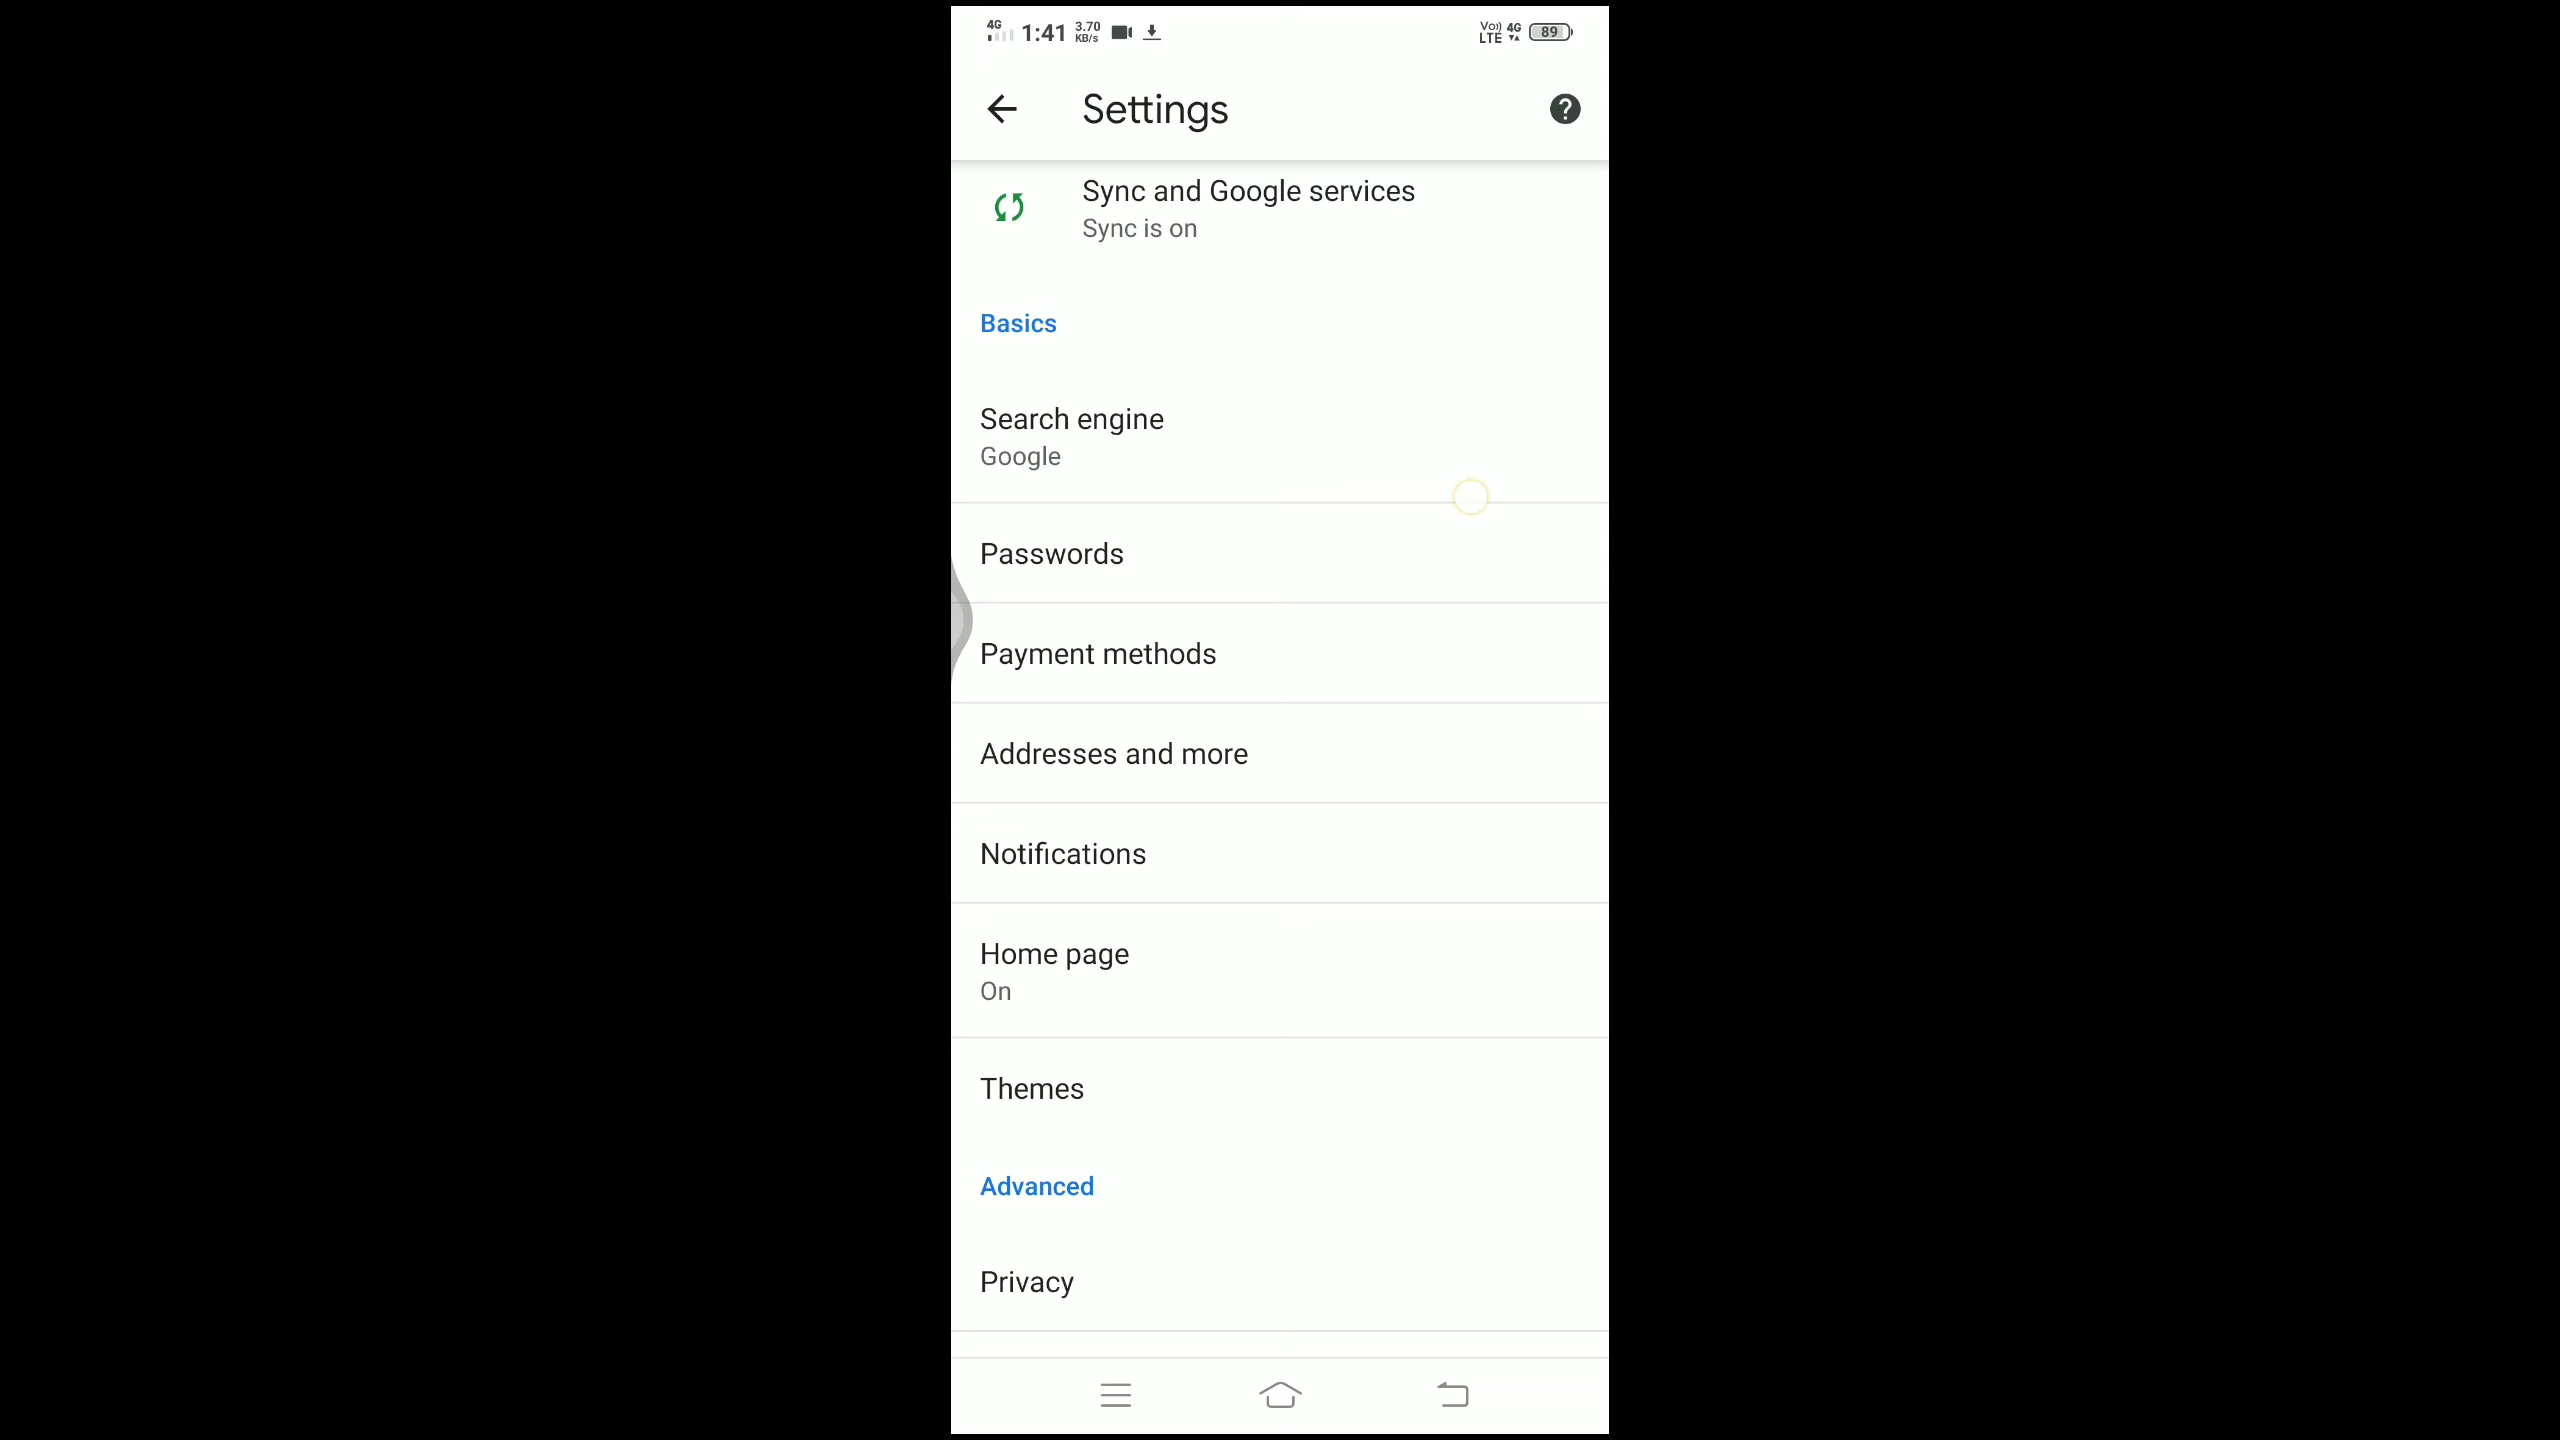 4G 1:41 3.70 KB/s Vo)) LTE 4G 89
Settings
Sync and Google services
Sync is on
Basics
Search engine
Google
Passwords
Payment methods
Addresses and more
Notifications
Home page
On
Themes
Advanced
Privacy